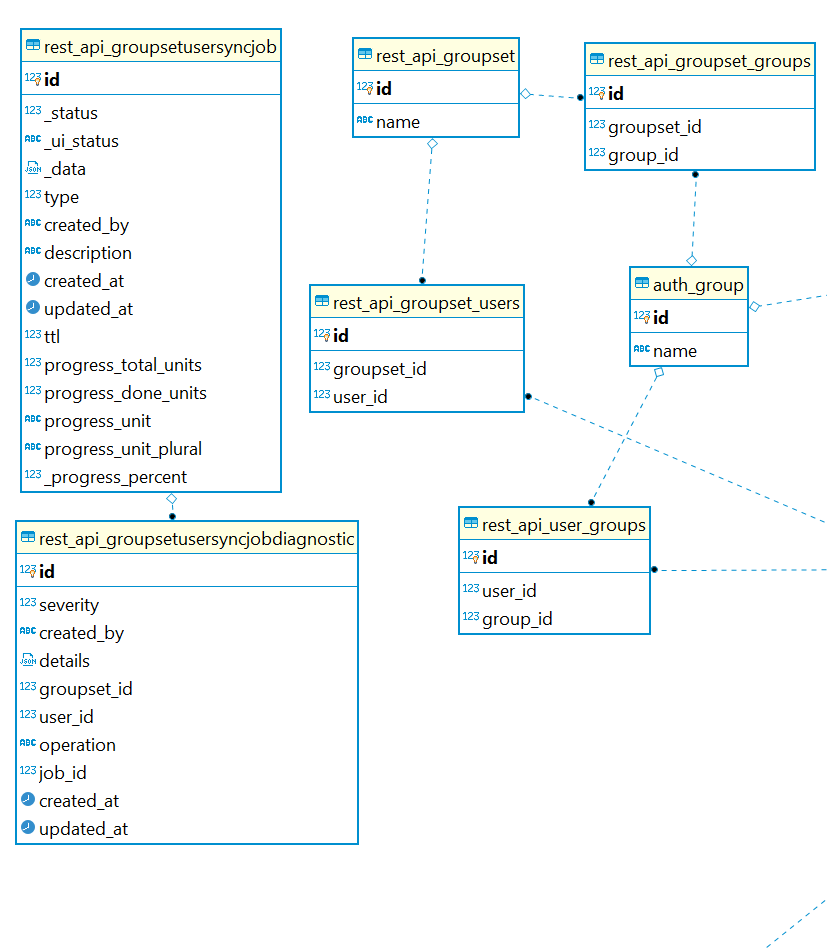 rest_api_groupsetusersyncjob
123 id
123 _status
ABC _ui_status
JSON _data
123 type
ABC created_by
ABC description
created_at
updated_at
123 ttl
123 progress_total_units
123 progress_done_units
ABC progress_unit
ABC progress_unit_plural
123 _progress_percent
rest_api_groupset
123 id
ABC name
rest_api_groupset_groups
123 id
123 groupset_id
123 group_id
rest_api_groupset_users
123 id
123 groupset_id
123 user_id
auth_group
123 id
ABC name
rest_api_user_groups
123 id
123 user_id
123 group_id
rest_api_groupsetusersyncjobdiagnostic
123 id
123 severity
ABC created_by
JSON details
123 groupset_id
123 user_id
ABC operation
123 job_id
created_at
updated_at